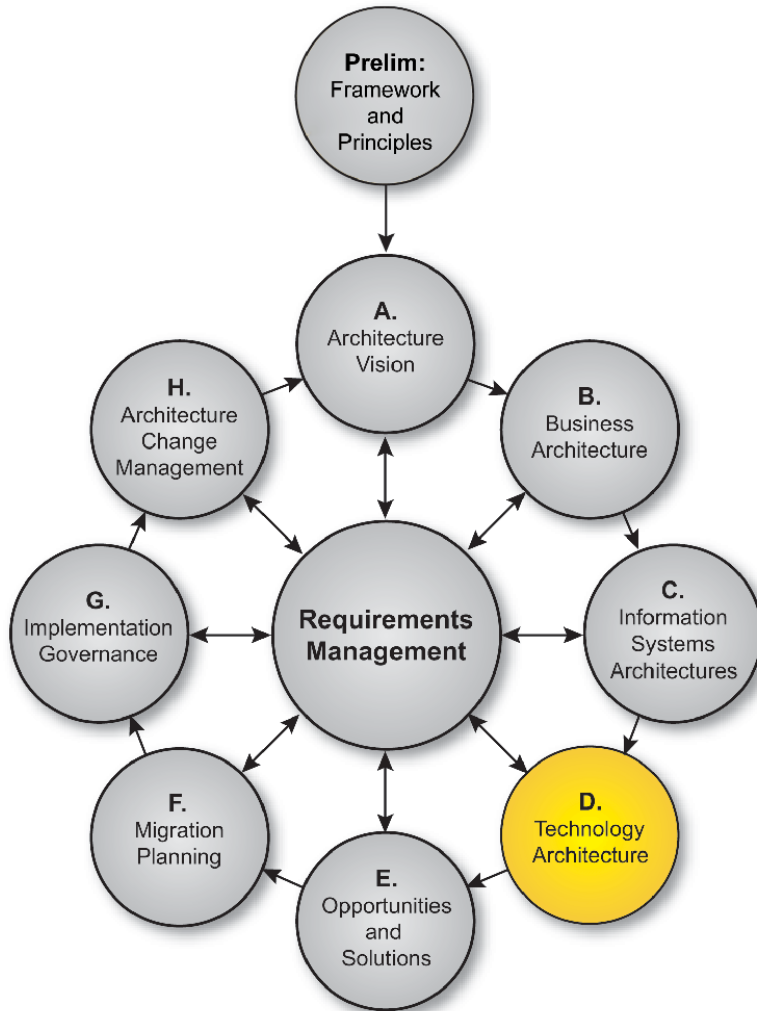 Prelim:
Framework
and
Principles
A.
Architecture
Vision
B.
Business
Architecture
C.
Information
Systems
Architectures
D.
Technology
Architecture
E.
Opportunities
and
Solutions
F.
Migration
Planning
G.
Implementation
Governance
H.
Architecture
Change
Management
Requirements
Management